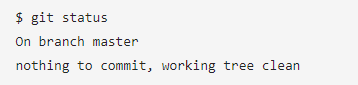 $ git status
On branch master
nothing to commit, working tree clean